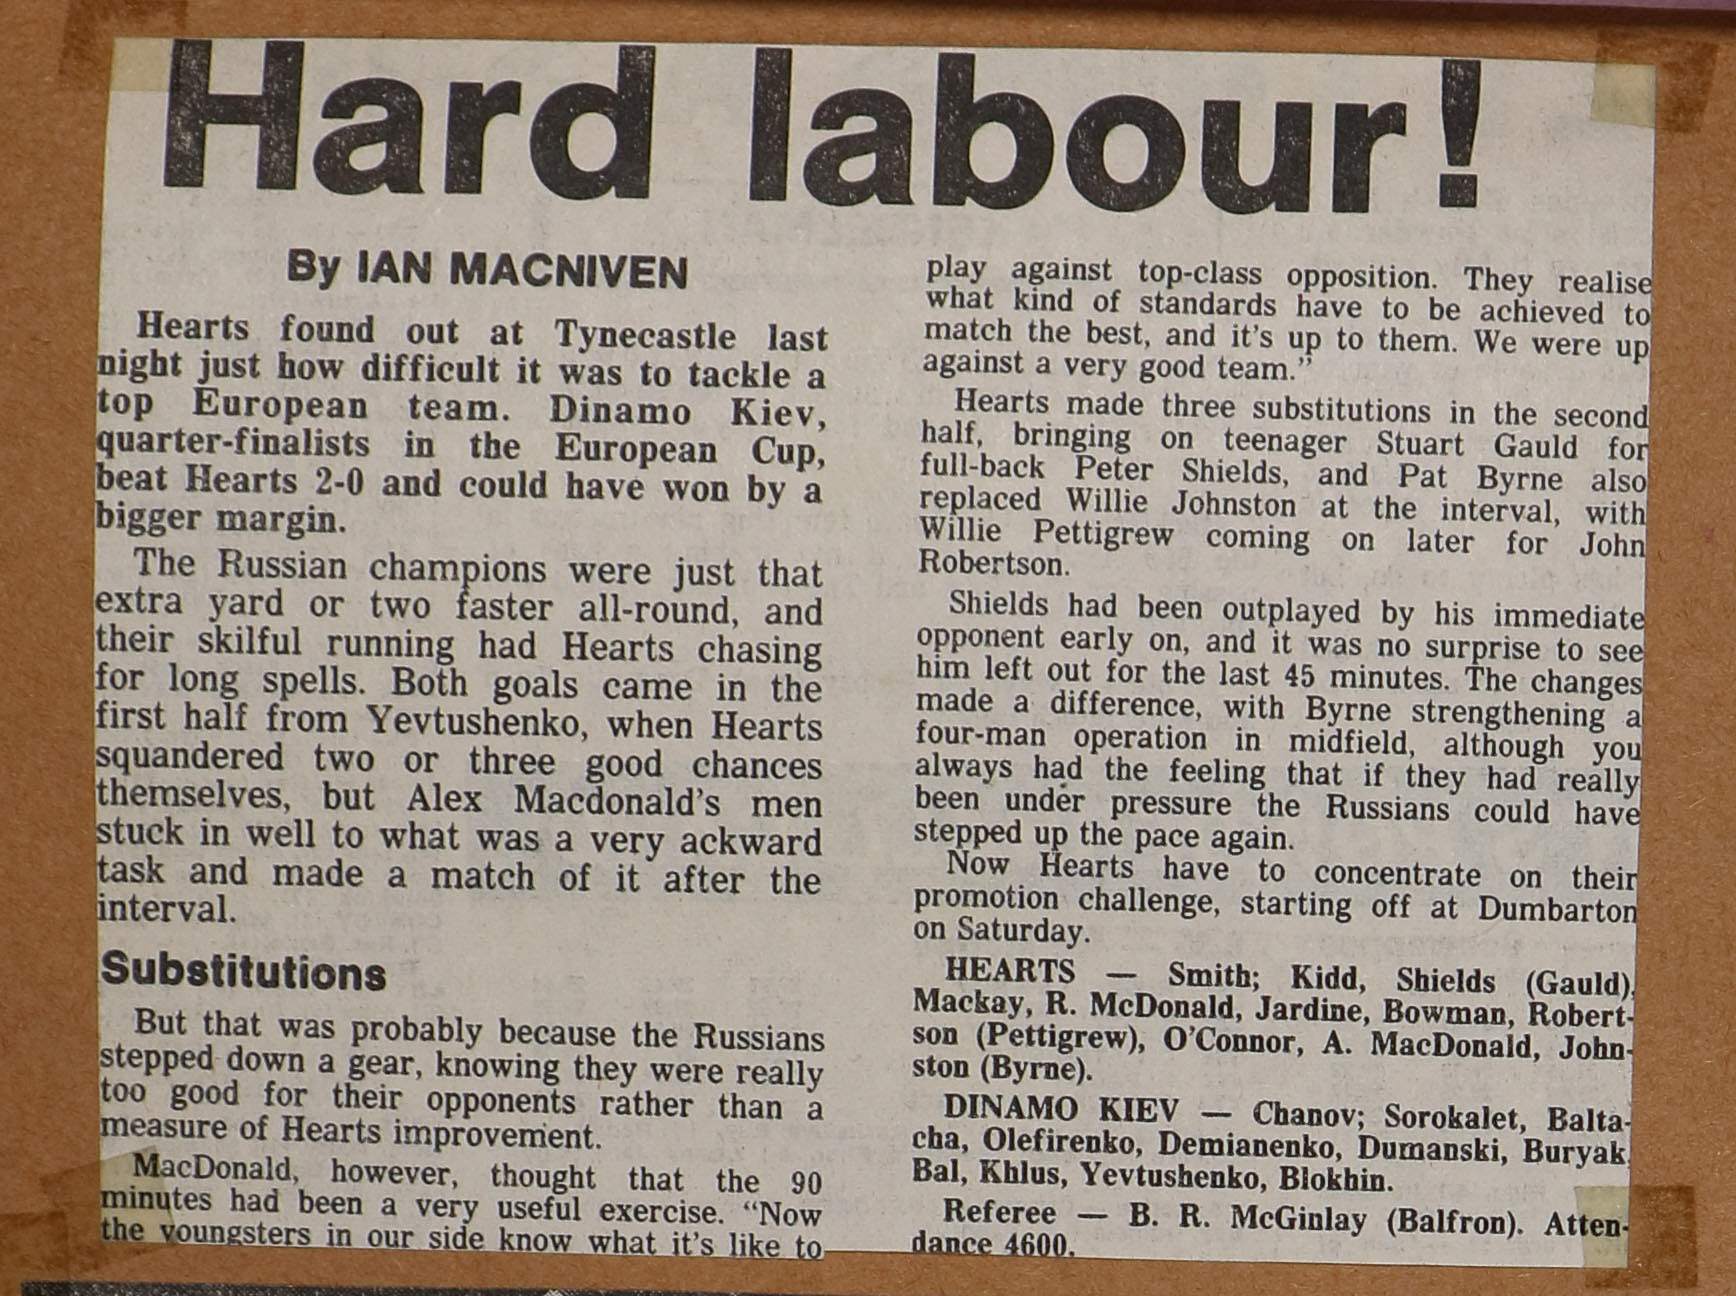 Hard labour!
By IAN MACNIVEN
Hearts found out at Tynecastle last
night just how difficult it was to tackle a
top European team. Dinamo Kiev,
quarter-finalists in the European Cup,
beat Hearts 2-0 and could have won by a
bigger margin.
The Russian champions were just that
extra yard or two faster all-round, and
their skilful running had Hearts chasing
for long spells. Both goals came in the
first half from Yevtushenko, when Hearts
squandered two or three good chances
themselves, but Alex Macdonald's men
stuck in well to what was a very ackward
task and made a match of it after the
interval.
Substitutions
But that was probably because the Russians
stepped down a gear, knowing they were really
too good for their opponents rather than a
measure of Hearts improvement.
MacDonald, however, thought that the 90
minutes had been a very useful exercise. “Now
the youngsters in our side know what it's like to
play against top-class opposition. They realise
what kind of standards have to be achieved to
match the best, and it's up to them. We were up
against a very good team.”
Hearts made three substitutions in the second
half, bringing on teenager Stuart Gauld for
full-back Peter Shields, and Pat Byrne also
replaced Willie Johnston at the interval, with
Willie Pettigrew coming on later for John
Robertson.
Shields had been outplayed by his immediate
opponent early on, and it was no surprise to see
him left out for the last 45 minutes. The changes
made a difference, with Byrne strengthening a
four-man operation in midfield, although you
always had the feeling that if they had really
been under pressure the Russians could have
stepped up the pace again.
Now Hearts have to concentrate on their
promotion challenge, starting off at Dumbarton
on Saturday.
HEARTS — Smith; Kidd, Shields (Gauld),
Mackay, R. McDonald, Jardine, Bowman, Robert-
son (Pettigrew), O'Connor, A. MacDonald, John-
ston (Byrne).
DINAMO KIEV — Chanov; Sorokalet, Balta-
cha, Olefirenko, Demianenko, Dumanski, Buryak,
Bal, Khlus, Yevtushenko, Blokhin.
Referee — B. R. McGinlay (Balfron). Atten-
dance 4600.